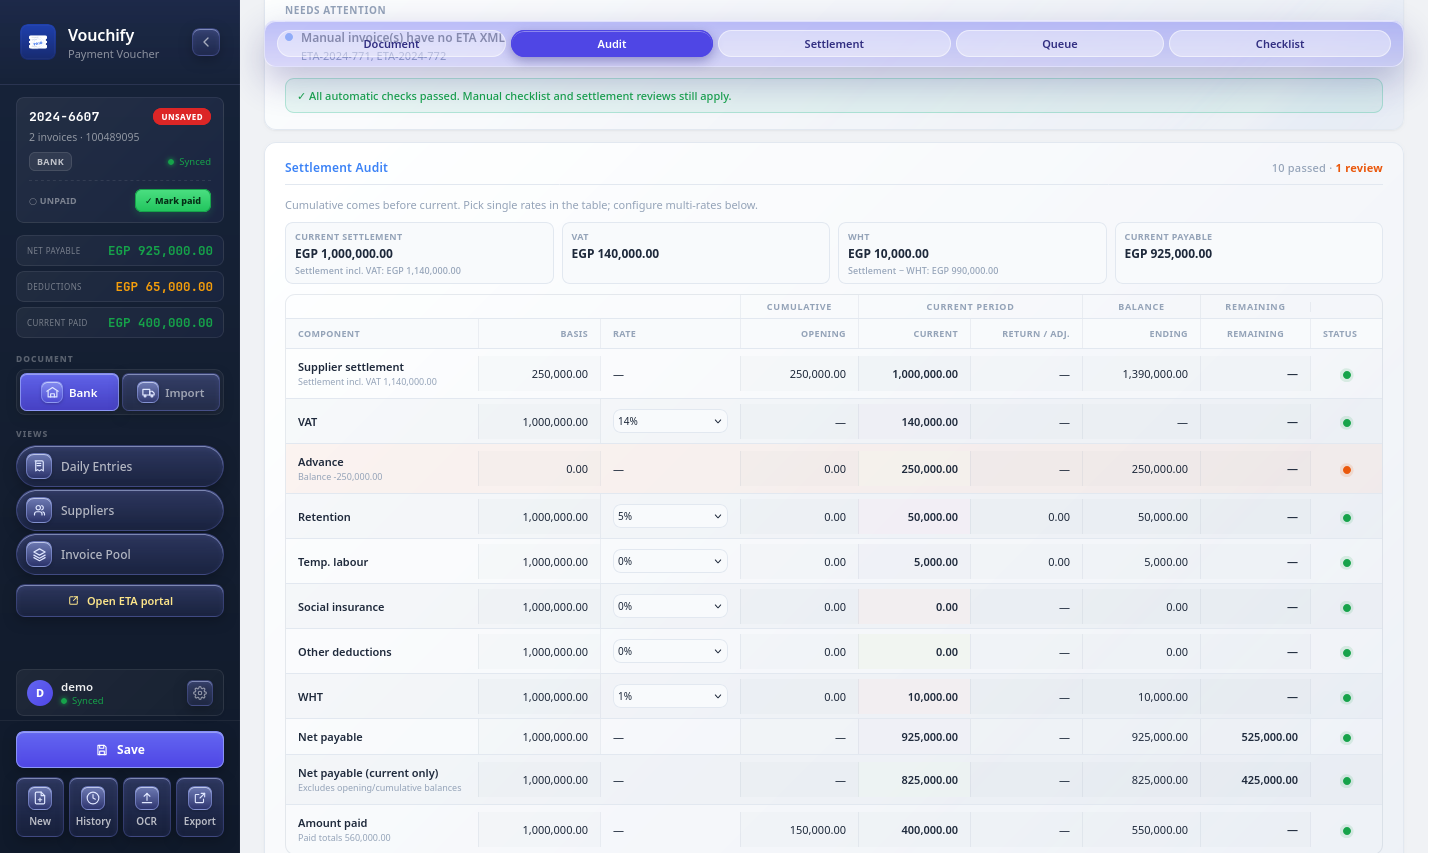 Vouchify
Payment Voucher
2024-6607
UNSAVED
2 invoices · 100489095
BANK
Synced
UNPAID
✓ Mark paid
NET PAYABLE
EGP 925,000.00
DEDUCTIONS
EGP 65,000.00
CURRENT PAID
EGP 400,000.00
DOCUMENT
Bank
Import
VIEWS
Daily Entries
Suppliers
Invoice Pool
Open ETA portal
D
demo
Synced
Save
New
History
OCR
Export
NEEDS ATTENTION
Manual invoice(s) have no ETA XML
ETA-2024-771, ETA-2024-772
Document
Audit
Settlement
Queue
Checklist
✓ All automatic checks passed. Manual checklist and settlement reviews still apply.
Settlement Audit
10 passed · 1 review
Cumulative comes before current. Pick single rates in the table; configure multi-rates below.
CURRENT SETTLEMENT
EGP 1,000,000.00
Settlement incl. VAT: EGP 1,140,000.00
VAT
EGP 140,000.00
WHT
EGP 10,000.00
Settlement − WHT: EGP 990,000.00
CURRENT PAYABLE
EGP 925,000.00
CUMULATIVE CURRENT PERIOD BALANCE REMAINING
COMPONENT BASIS RATE OPENING CURRENT RETURN / ADJ. ENDING REMAINING STATUS
Supplier settlement 250,000.00 — 250,000.00 1,000,000.00 — 1,390,000.00 —
Settlement incl. VAT 1,140,000.00
VAT 1,000,000.00 14% — 140,000.00 — — —
Advance 0.00 — 0.00 250,000.00 — 250,000.00 —
Balance -250,000.00
Retention 1,000,000.00 5% 0.00 50,000.00 0.00 50,000.00 —
Temp. labour 1,000,000.00 0% 0.00 5,000.00 0.00 5,000.00 —
Social insurance 1,000,000.00 0% 0.00 0.00 — 0.00 —
Other deductions 1,000,000.00 0% 0.00 0.00 — 0.00 —
WHT 1,000,000.00 1% 0.00 10,000.00 — 10,000.00 —
Net payable 1,000,000.00 — — 925,000.00 — 925,000.00 525,000.00
Net payable (current only) 1,000,000.00 — — 825,000.00 — 825,000.00 425,000.00
Excludes opening/cumulative balances
Amount paid 1,000,000.00 — 150,000.00 400,000.00 — 550,000.00 —
Paid totals 560,000.00